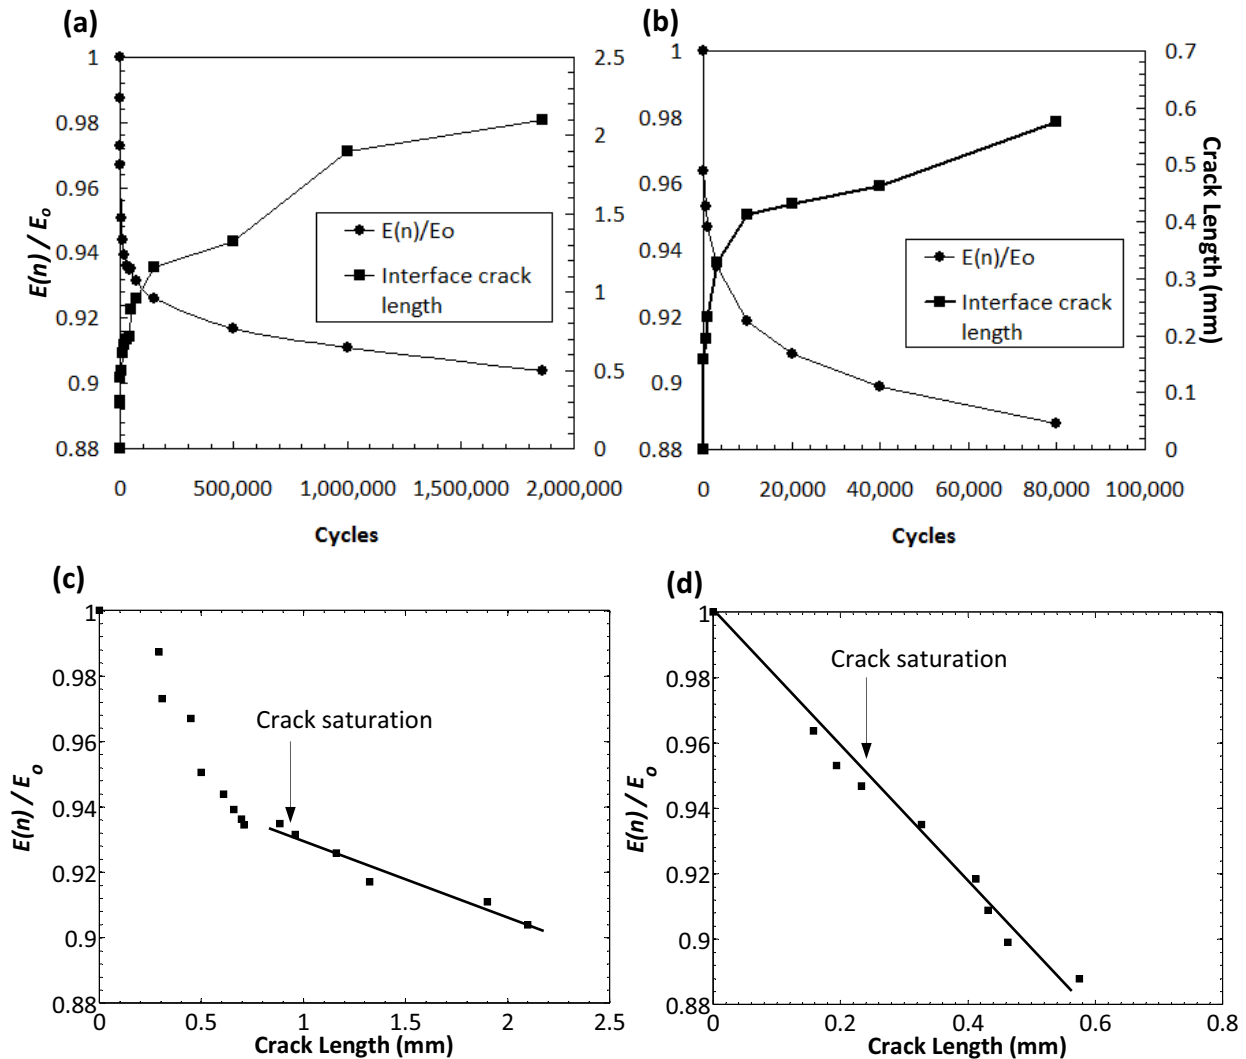 (a)
1
0.98
0.96
0.94
0.92
0.9
0.88
E(n) / Eo
2.5
2
1.5
1
0.5
0
E(n)/Eo
Interface crack
length
0 500,000 1,000,000 1,500,000 2,000,000
Cycles
(b)
1
0.98
0.96
0.94
0.92
0.9
0.88
0.7
0.6
0.5
0.4
0.3
0.2
0.1
0
Crack Length (mm)
E(n)/Eo
Interface crack
length
0 20,000 40,000 60,000 80,000 100,000
Cycles
(c)
1
0.98
0.96
0.94
0.92
0.9
0.88
E(n) / Eo
Crack saturation
0 0.5 1 1.5 2 2.5
Crack Length (mm)
(d)
1
0.98
0.96
0.94
0.92
0.9
0.88
E(n) / Eo
Crack saturation
0 0.2 0.4 0.6 0.8
Crack Length (mm)